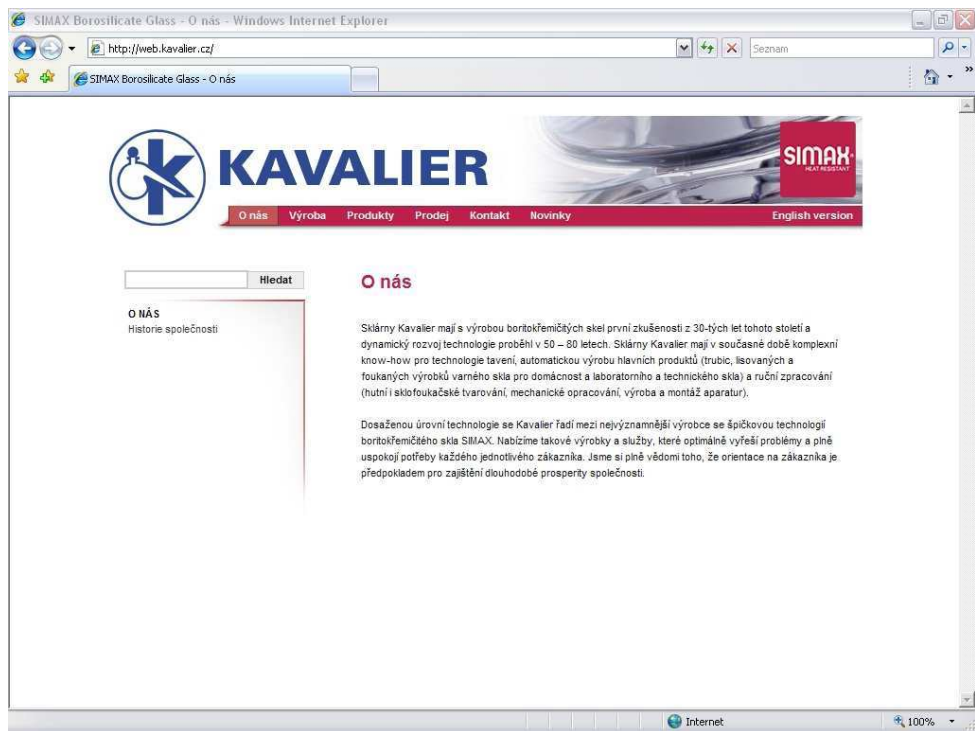 SIMAX Borosilicate Glass - O nás - Windows Internet Explorer
http://web.kavalier.cz/
Seznam
SIMAX Borosilicate Glass - O nás
KAVALIER
SIMAX
HEAT RESISTANT
O nás Výroba Produkty Prodej Kontakt Novinky English version
Hledat
O NÁS
Historie společnosti
O nás
Sklárny Kavalier mají s výrobou boritokřemičitých skel první zkušenosti z 30-tých let tohoto století a
dynamický rozvoj technologie proběhl v 50 – 80 letech. Sklárny Kavalier mají v současné době komplexní
know-how pro technologie tavení, automatickou výrobu hlavních produktů (trubic, lisovaných a
foukaných výrobků varného skla pro domácnost a laboratorního a technického skla) a ruční zpracování
(hutní i sklofoukačské tvarování, mechanické opracování, výroba a montáž aparatur).
Dosaženou úrovní technologie se Kavalier řadí mezi nejvýznamnější výrobce se špičkovou technologií
boritokřemičitého skla SIMAX. Nabízíme takové výrobky a služby, které optimálně vyřeší problémy a plně
uspokojí potřeby každého jednotlivého zákazníka. Jsme si plně vědomi toho, že orientace na zákazníka je
předpokladem pro zajištění dlouhodobé prosperity společnosti.
Internet
100%